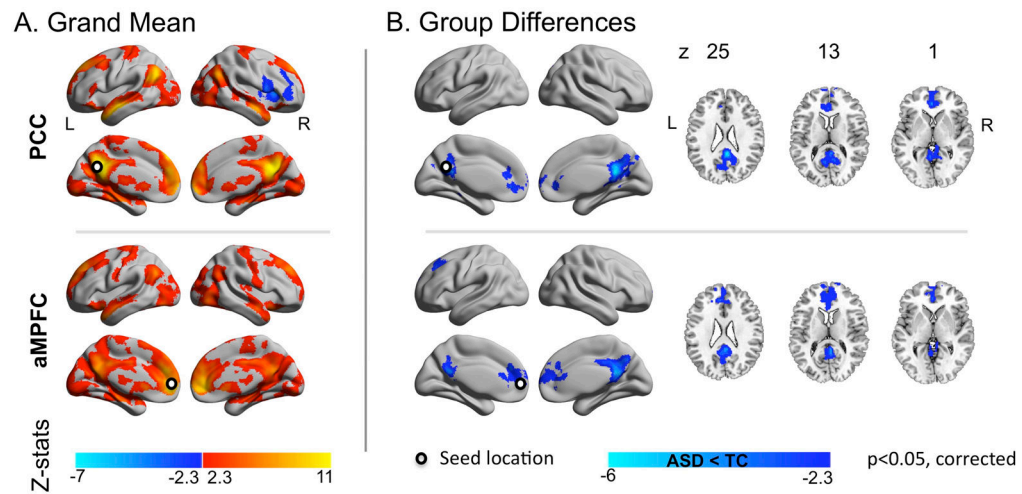 A. Grand Mean
B. Group Differences
z 25 13 1
L
R
PCC
L
R
aMPFC
Z-stats
-7 -2.3 2.3 11
Seed location
ASD < TC
-6 -2.3
p<0.05, corrected